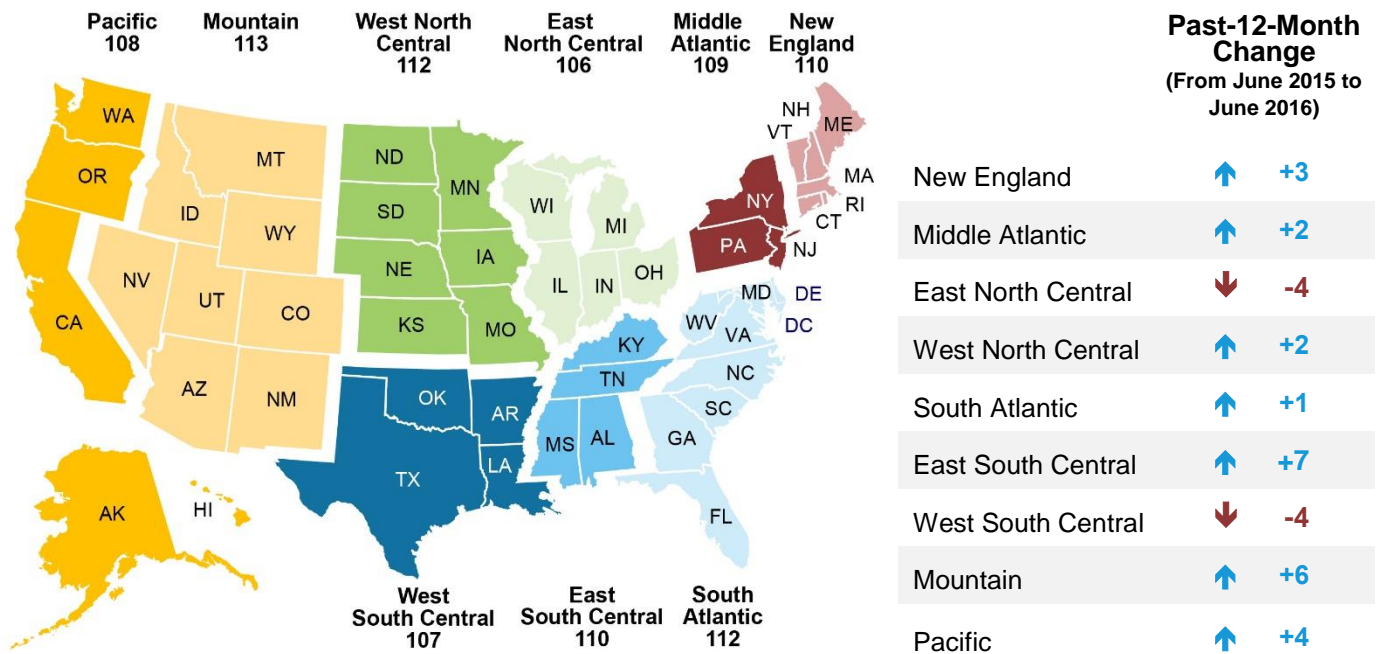 Pacific
108
Mountain
113
West North
Central
112
East
North Central
106
Middle
Atlantic
109
New
England
110
WA
OR
CA
AK
HI
MT
ID
WY
NV
UT
CO
AZ
NM
ND
MN
SD
NE
IA
KS
MO
WI
MI
IL
IN
OH
NH
VT
ME
MA
RI
CT
NY
PA
NJ
MD
DE
DC
WV
VA
KY
NC
TN
SC
OK
AR
MS
AL
GA
TX
LA
FL
West
South Central
107
East
South Central
110
South
Atlantic
112
Past-12-Month
Change
(From June 2015 to
June 2016)
New England +3
Middle Atlantic +2
East North Central -4
West North Central +2
South Atlantic +1
East South Central +7
West South Central -4
Mountain +6
Pacific +4